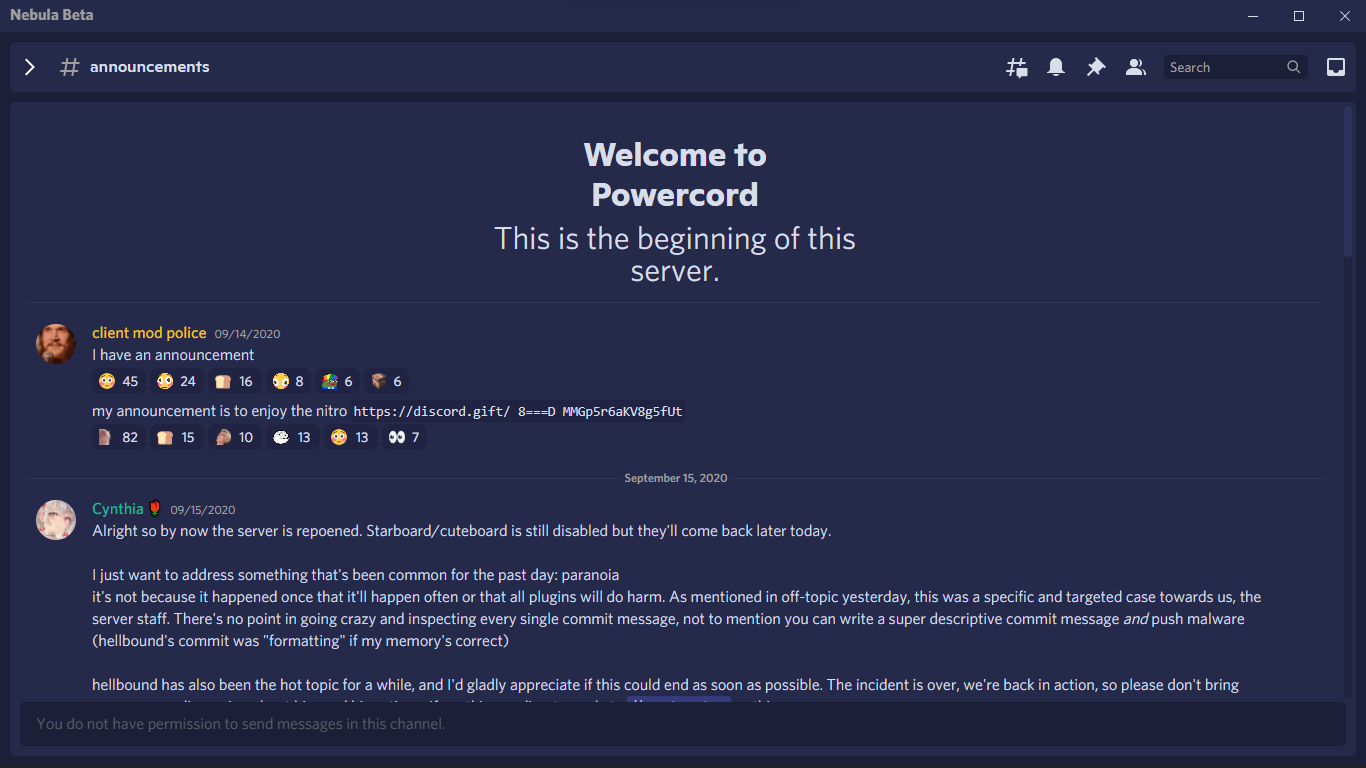 Nebula Beta
announcements
Search
Welcome to
Powercord
This is the beginning of this
server.
client mod police 09/14/2020
I have an announcement
45 24 16 8 6 6
my announcement is to enjoy the nitro https://discord.gift/ 8===D MMGp5r6aKV8g5fUt
82 15 10 13 13 7
September 15, 2020
Cynthia 09/15/2020
Alright so by now the server is repoened. Starboard/cuteboard is still disabled but they'll come back later today.
I just want to address something that's been common for the past day: paranoia
it's not because it happened once that it'll happen often or that all plugins will do harm. As mentioned in off-topic yesterday, this was a specific and targeted case towards us, the
server staff. There's no point in going crazy and inspecting every single commit message, not to mention you can write a super descriptive commit message and push malware
(hellbound's commit was "formatting" if my memory's correct)
hellbound has also been the hot topic for a while, and I'd gladly appreciate if this could end as soon as possible. The incident is over, we're back in action, so please don't bring
You do not have permission to send messages in this channel.